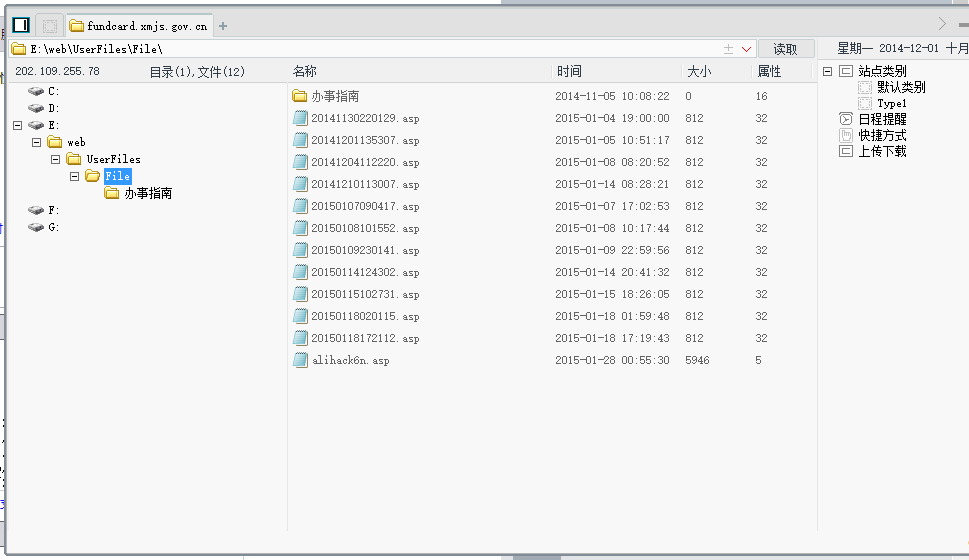 fundcard.xmjs.gov.cn
E:\web\UserFiles\File\
读取
星期一 2014-12-01 十月
202.109.255.78 目录(1),文件(12)
名称 时间 大小 属性
C:
D:
E:
web
UserFiles
File
办事指南
F:
G:
办事指南 2014-11-05 10:08:22 0 16
20141130220129.asp 2015-01-04 19:00:00 812 32
20141201135307.asp 2015-01-05 10:51:17 812 32
20141204112220.asp 2015-01-08 08:20:52 812 32
20141210113007.asp 2015-01-14 08:28:21 812 32
20150107090417.asp 2015-01-07 17:02:53 812 32
20150108101552.asp 2015-01-08 10:17:44 812 32
20150109230141.asp 2015-01-09 22:59:56 812 32
20150114124302.asp 2015-01-14 20:41:32 812 32
20150115102731.asp 2015-01-15 18:26:05 812 32
20150118020115.asp 2015-01-18 01:59:48 812 32
20150118172112.asp 2015-01-18 17:19:43 812 32
alihack6n.asp 2015-01-28 00:55:30 5946 5
站点类别
默认类别
Type1
日程提醒
快捷方式
上传下载